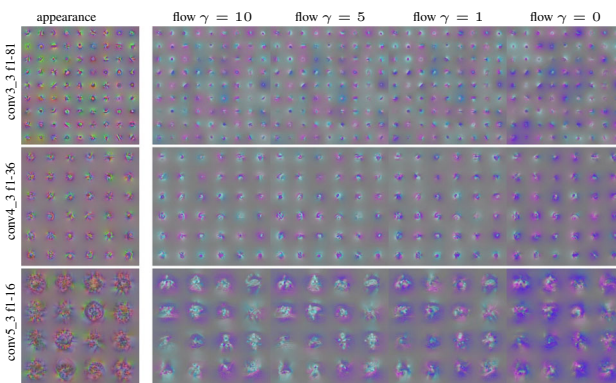 appearance flow γ = 10 flow γ = 5 flow γ = 1 flow γ = 0
conv3_3 f1-81
conv4_3 f1-36
conv5_3 f1-16